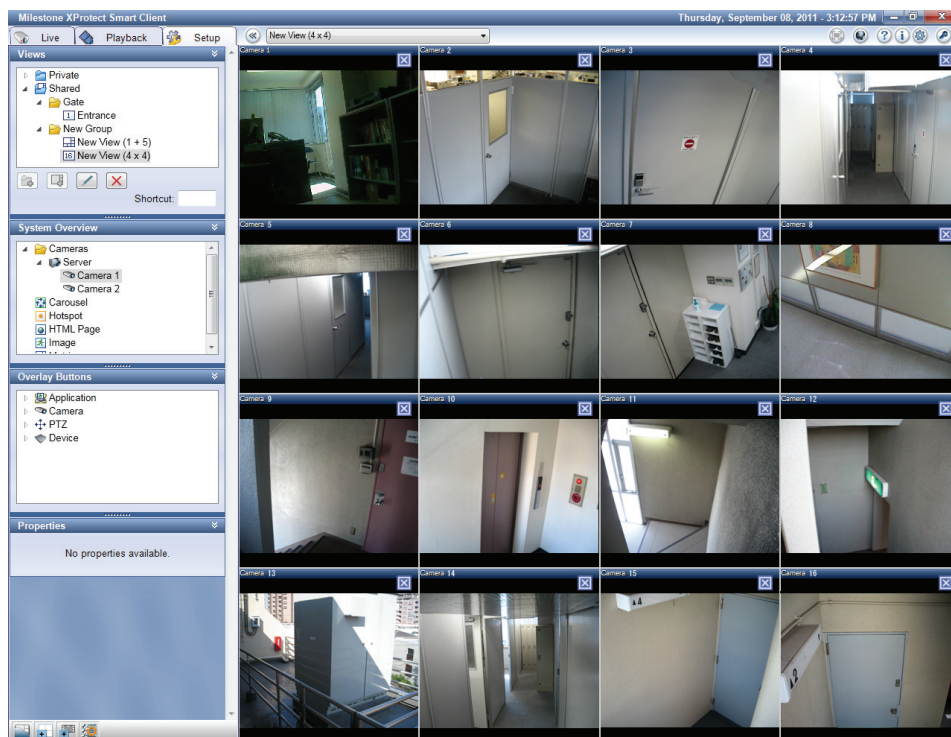 Milestone XProtect Smart Client
Thursday, September 08, 2011 - 3:12:57 PM
Live
Playback
Setup
New View (4 x 4)
Views
Private
Shared
Gate
1 Entrance
New Group
New View (1 + 5)
16 New View (4 x 4)
Shortcut:
System Overview
Cameras
Server
Camera 1
Camera 2
Carousel
Hotspot
HTML Page
Image
Overlay Buttons
Application
Camera
PTZ
Device
Properties
No properties available.
Camera 1
Camera 2
Camera 3
Camera 4
Camera 5
Camera 6
Camera 7
Camera 8
Camera 9
Camera 10
Camera 11
Camera 12
Camera 13
Camera 14
Camera 15
Camera 16
▲4
▲2